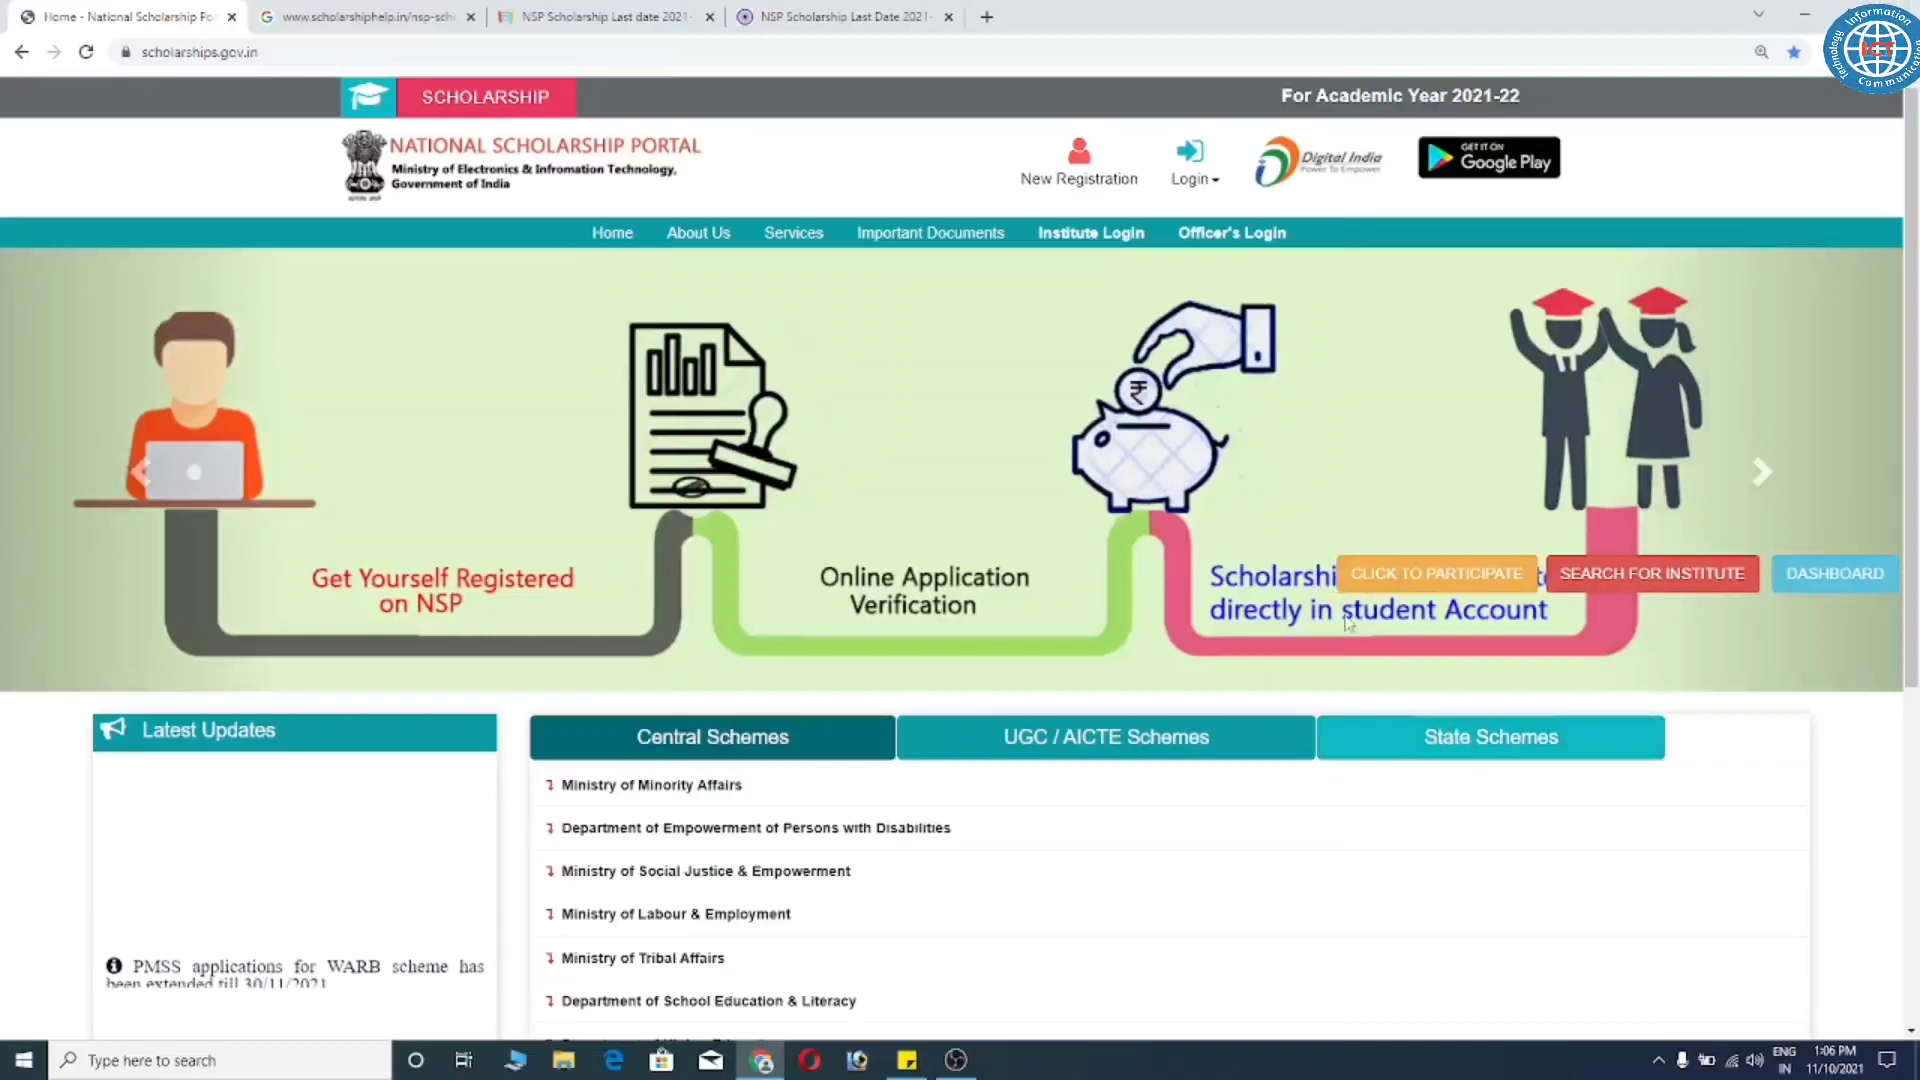 Home - National Scholarship Po
www.scholarshiphelp.in/nsp-sch
NSP Scholarship Last date 2021-
NSP Scholarship Last Date 2021-
scholarships.gov.in
Information
ICT
Technology
SCHOLARSHIP
For Academic Year 2021-22
NATIONAL SCHOLARSHIP PORTAL
Ministry of Electronics & Infromation Technology,
Government of India
New Registration
Login
Digital India
Power To Empower
GET IT ON
Google Play
Home
About Us
Services
Important Documents
Institute Login
Officer's Login
₹
Get Yourself Registered
on NSP
Online Application
Verification
Scholarshi
directly in student Account
CLICK TO PARTICIPATE
SEARCH FOR INSTITUTE
DASHBOARD
Latest Updates
PMSS applications for WARB scheme has
been extended till 30/11/2021
Central Schemes
UGC / AICTE Schemes
State Schemes
Ministry of Minority Affairs
Department of Empowerment of Persons with Disabilities
Ministry of Social Justice & Empowerment
Ministry of Labour & Employment
Ministry of Tribal Affairs
Department of School Education & Literacy
Type here to search
ENG
IN
1:06 PM
11/10/2021